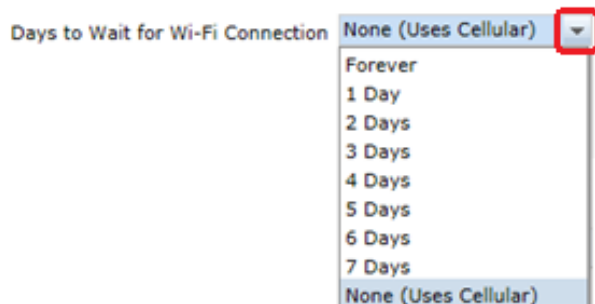 Days to Wait for Wi-Fi Connection None (Uses Cellular)
Forever
1 Day
2 Days
3 Days
4 Days
5 Days
6 Days
7 Days
None (Uses Cellular)